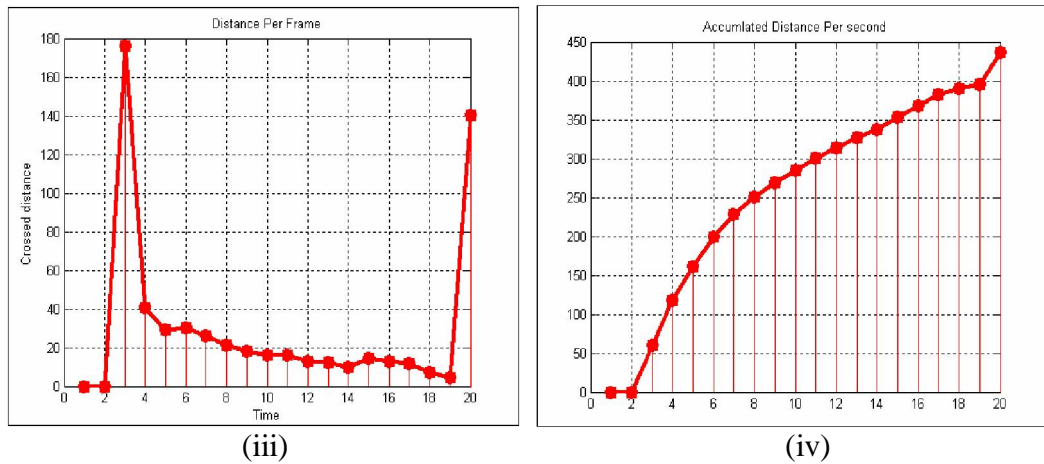 Distance Per Frame
180
160
140
120
100
80
60
40
20
0
Crossed distance
0 2 4 6 8 10 12 14 16 18 20
Time
(iii)
Accumlated Distance Per second
450
400
350
300
250
200
150
100
50
0
0 2 4 6 8 10 12 14 16 18 20
(iv)